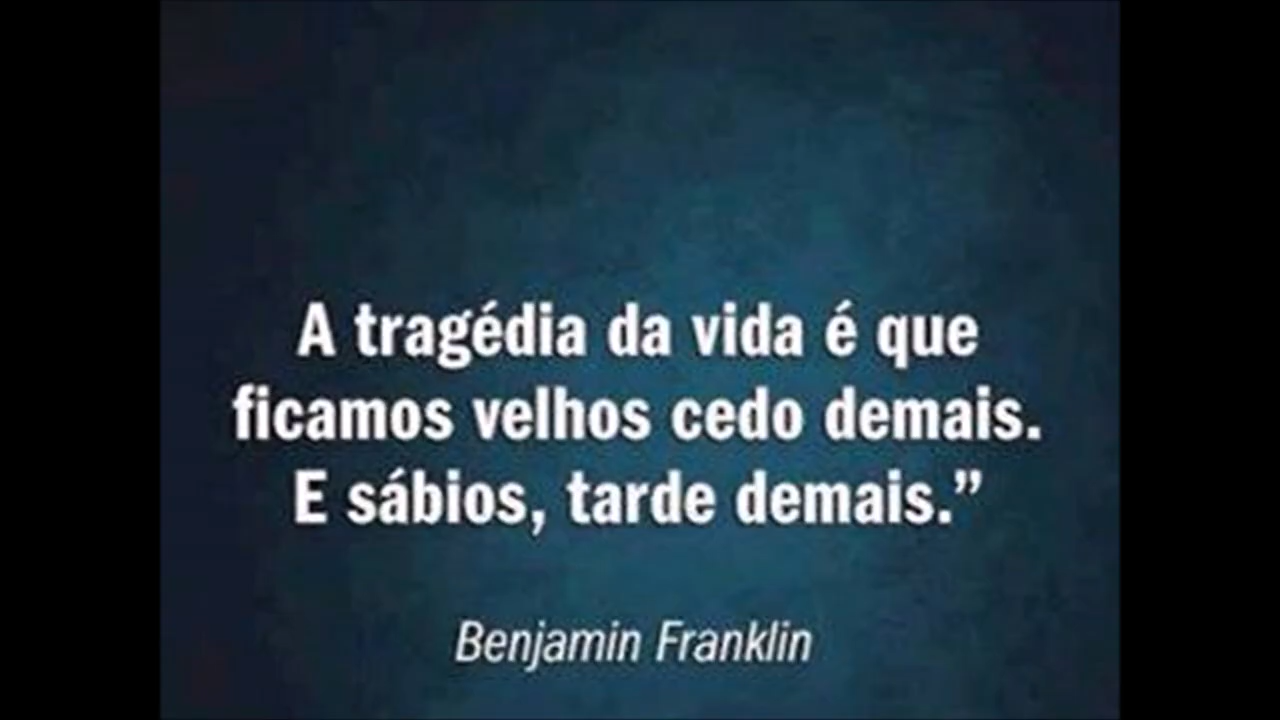 A tragédia da vida é que
ficamos velhos cedo demais.
E sábios, tarde demais.”
Benjamin Franklin